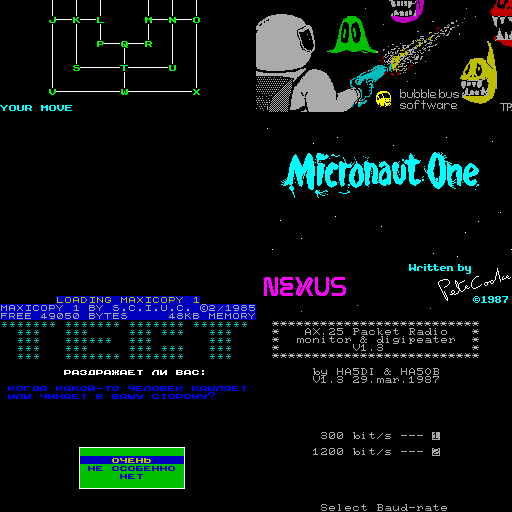 J K L M N O
P Q R
S T U
V W X
YOUR MOVE
bubble bus
software
Micronaut One
Written by
Pete Cooke
NEXUS
©1987
LOADING MAXICOPY 1
MAXICOPY 1 BY S.C.I.U.C. ©2/1985
FREE 49050 BYTES 48KB MEMORY
ТЕСТ
РАЗДРАЖАЕТ ЛИ ВАС:
КОГДА КАКОЙ-ТО ЧЕЛОВЕК КАШЛЯЕТ
ИЛИ ЧИХАЕТ В ВАШУ СТОРОНУ?
ОЧЕНЬ
НЕ ОСОБЕННО
НЕТ
AX.25 Packet Radio
monitor & digipeater
V1.3
by HA5DI & HA5OB
V1.3 29.mar.1987
300 bit/s --- 1
1200 bit/s --- 2
Select Baud-rate